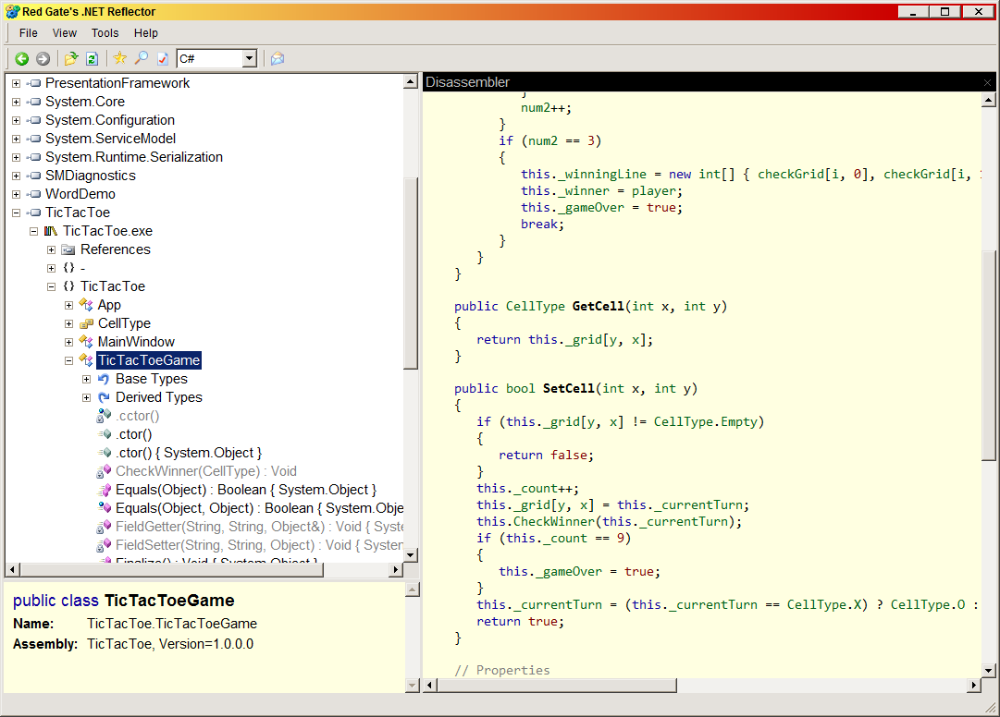 Red Gate's .NET Reflector
File View Tools Help
C#
PresentationFramework
System.Core
System.Configuration
System.ServiceModel
System.Runtime.Serialization
SMDiagnostics
WordDemo
TicTacToe
TicTacToe.exe
References
{} -
{} TicTacToe
App
CellType
MainWindow
TicTacToeGame
Base Types
Derived Types
.cctor()
.ctor()
.ctor() { System.Object }
CheckWinner(CellType) : Void
Equals(Object) : Boolean { System.Object }
Equals(Object, Object) : Boolean { System.Obje
FieldGetter(String, String, Object&) : Void { Syste
FieldSetter(String, String, Object) : Void { System
Finalize() : Void { System.Object }
public class TicTacToeGame
Name: TicTacToe.TicTacToeGame
Assembly: TicTacToe, Version=1.0.0.0
Disassembler
}
num2++;
}
if (num2 == 3)
{
this._winningLine = new int[] { checkGrid[i, 0], checkGrid[i,
this._winner = player;
this._gameOver = true;
break;
}
}
}
public CellType GetCell(int x, int y)
{
return this._grid[y, x];
}
public bool SetCell(int x, int y)
{
if (this._grid[y, x] != CellType.Empty)
{
return false;
}
this._count++;
this._grid[y, x] = this._currentTurn;
this.CheckWinner(this._currentTurn);
if (this._count == 9)
{
this._gameOver = true;
}
this._currentTurn = (this._currentTurn == CellType.X) ? CellType.O :
return true;
}
// Properties